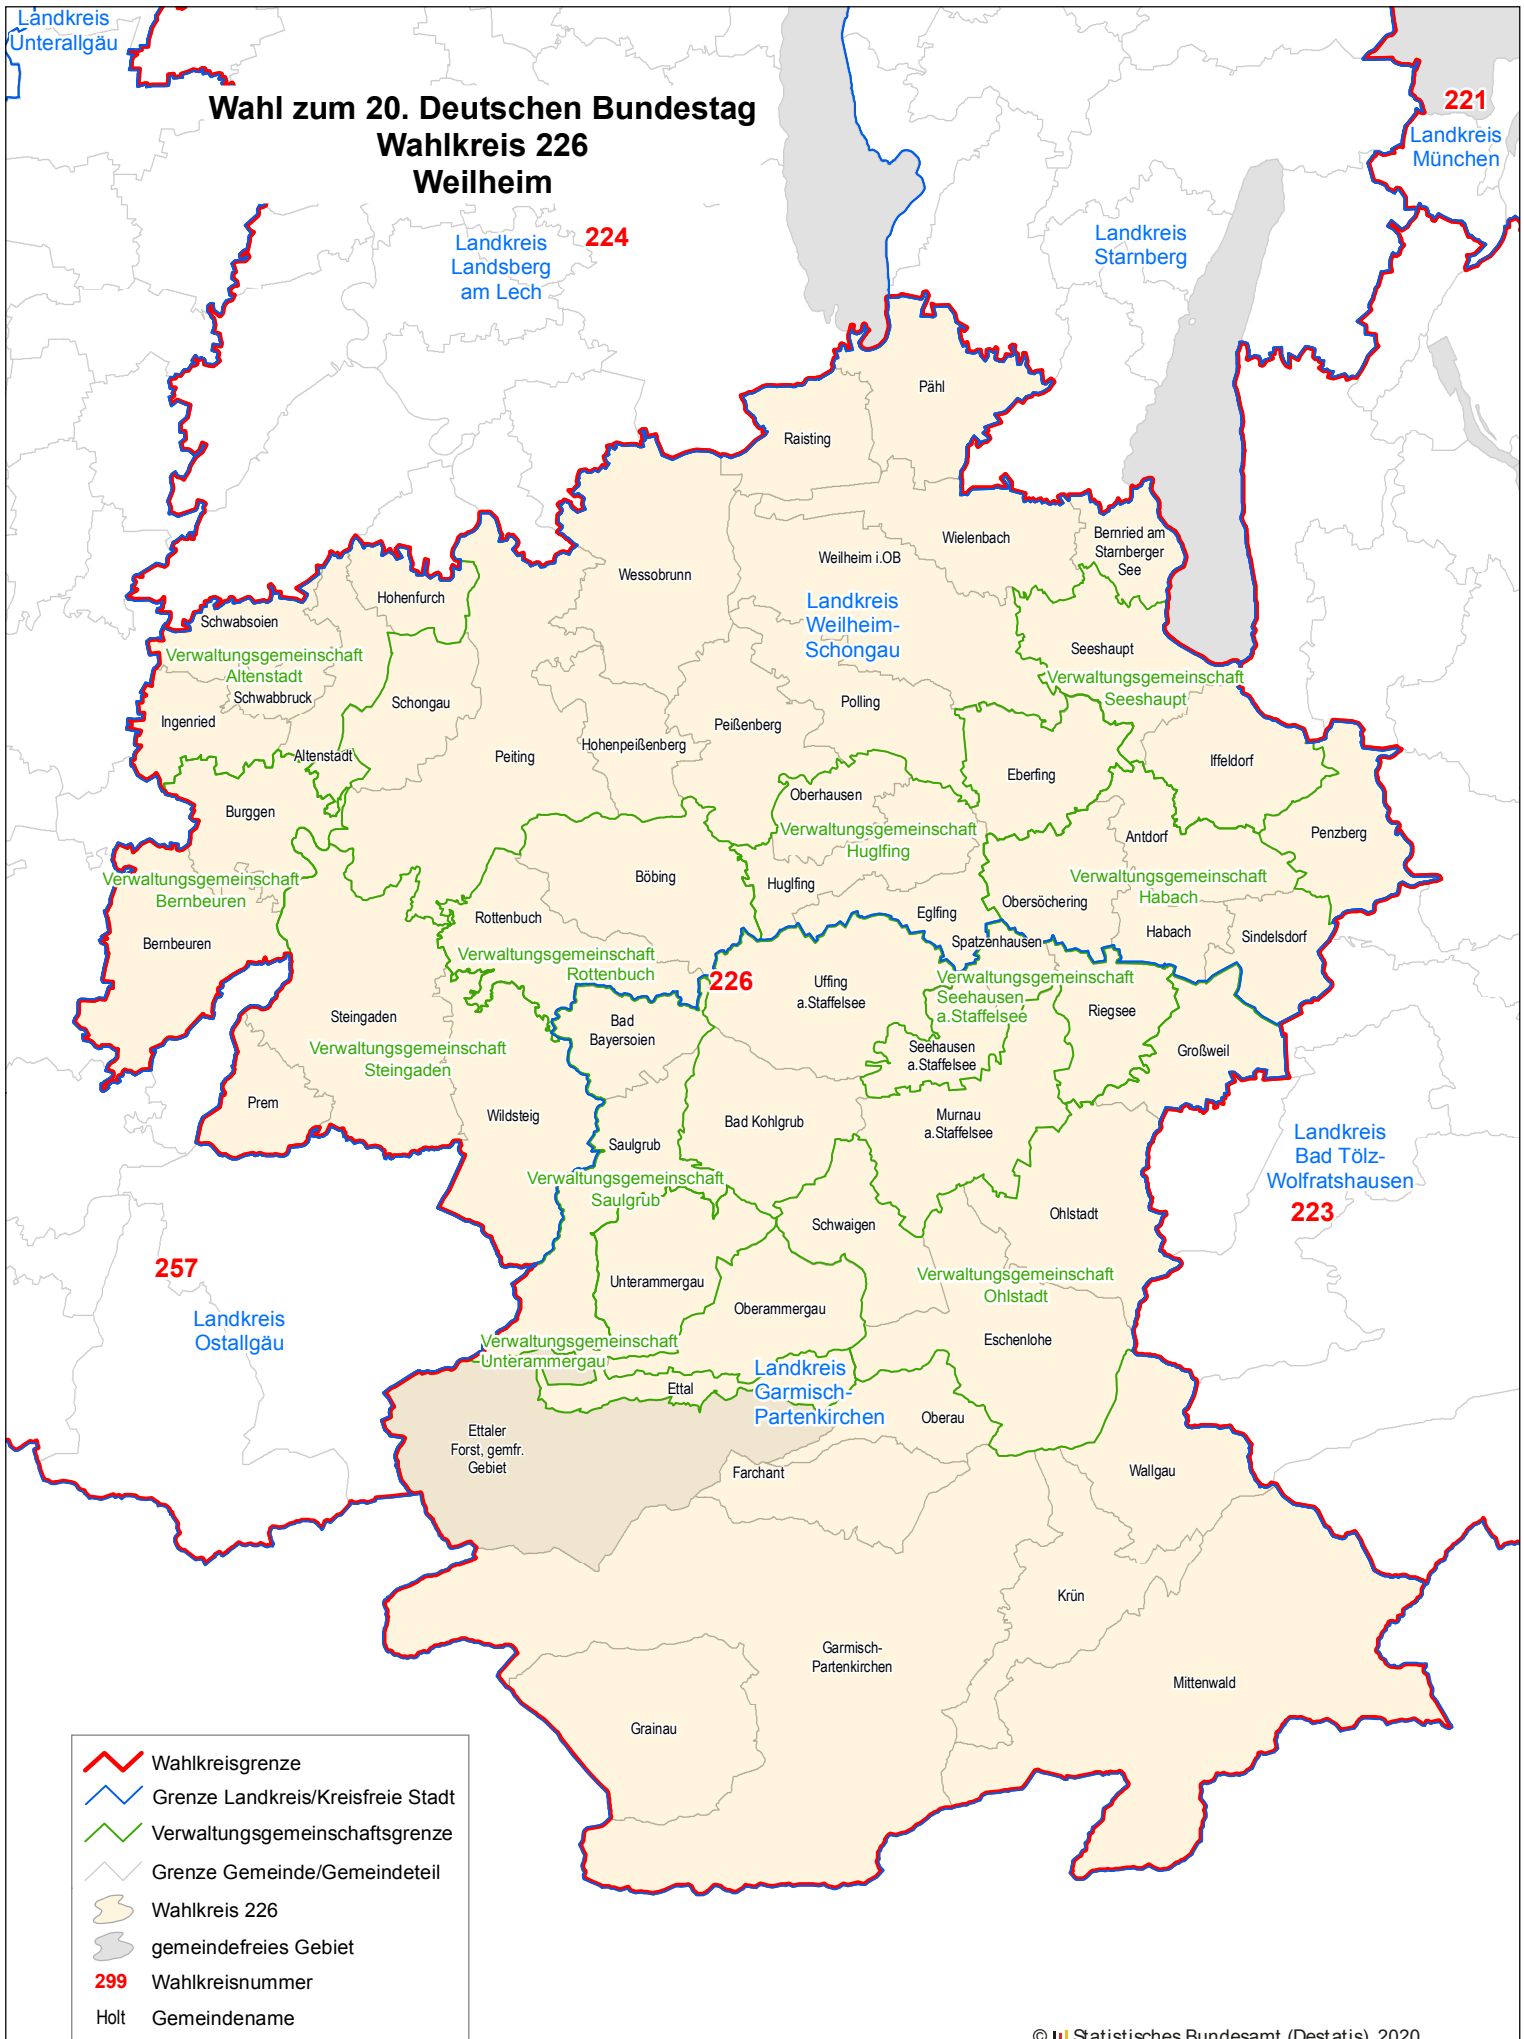 Landkreis
Unterallgäu
Wahl zum 20. Deutschen Bundestag
Wahlkreis 226
Weilheim
221
Landkreis
München
Landkreis
Landsberg
am Lech
224
Landkreis
Starnberg
Pähl
Raisting
Wielenbach
Bernried am
Starnberger
See
Weilheim i.OB
Wessobrunn
Hohenfurch
Landkreis
Weilheim-
Schongau
Schwabsoien
Seeshaupt
Verwaltungsgemeinschaft
Altenstadt
Verwaltungsgemeinschaft
Seeshaupt
Schwabbruck
Schongau
Polling
Ingenried
Peißenberg
Hohenpeißenberg
Altenstadt
Peiting
Iffeldorf
Eberfing
Oberhausen
Burggen
Verwaltungsgemeinschaft
Huglfing
Antdorf
Penzberg
Verwaltungsgemeinschaft
Bernbeuren
Böbing
Huglfing
Verwaltungsgemeinschaft
Habach
Obersöchering
Rottenbuch
Eglfing
Habach
Sindelsdorf
Bernbeuren
Spatzenhausen
Verwaltungsgemeinschaft
Rottenbuch
226
Uffing
a.Staffelsee
Verwaltungsgemeinschaft
Seehausen
a.Staffelsee
Riegsee
Steingaden
Bad
Bayersoien
Verwaltungsgemeinschaft
Steingaden
Seehausen
a.Staffelsee
Großweil
Prem
Wildsteig
Bad Kohlgrub
Murnau
a.Staffelsee
Saulgrub
Landkreis
Bad Tölz-
Wolfratshausen
223
Verwaltungsgemeinschaft
Saulgrub
Schwaigen
Ohlstadt
257
Landkreis
Ostallgäu
Unterammergau
Verwaltungsgemeinschaft
Ohlstadt
Oberammergau
Eschenlohe
Verwaltungsgemeinschaft
Unterammergau
Landkreis
Garmisch-
Partenkirchen
Ettal
Oberau
Ettaler
Forst, gemfr.
Gebiet
Farchant
Wallgau
Krün
Garmisch-
Partenkirchen
Mittenwald
Grainau
Wahlkreisgrenze
Grenze Landkreis/Kreisfreie Stadt
Verwaltungsgemeinschaftsgrenze
Grenze Gemeinde/Gemeindeteil
Wahlkreis 226
gemeindefreies Gebiet
299 Wahlkreisnummer
Holt Gemeindename
© Statistisches Bundesamt (Destatis), 2020